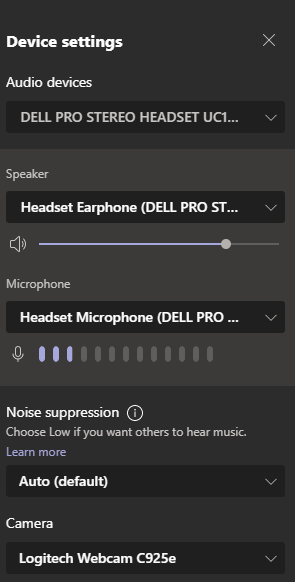 Device settings
Audio devices
DELL PRO STEREO HEADSET UC1...
Speaker
Headset Earphone (DELL PRO ST...
Microphone
Headset Microphone (DELL PRO ...
Noise suppression
Choose Low if you want others to hear music.
Learn more
Auto (default)
Camera
Logitech Webcam C925e